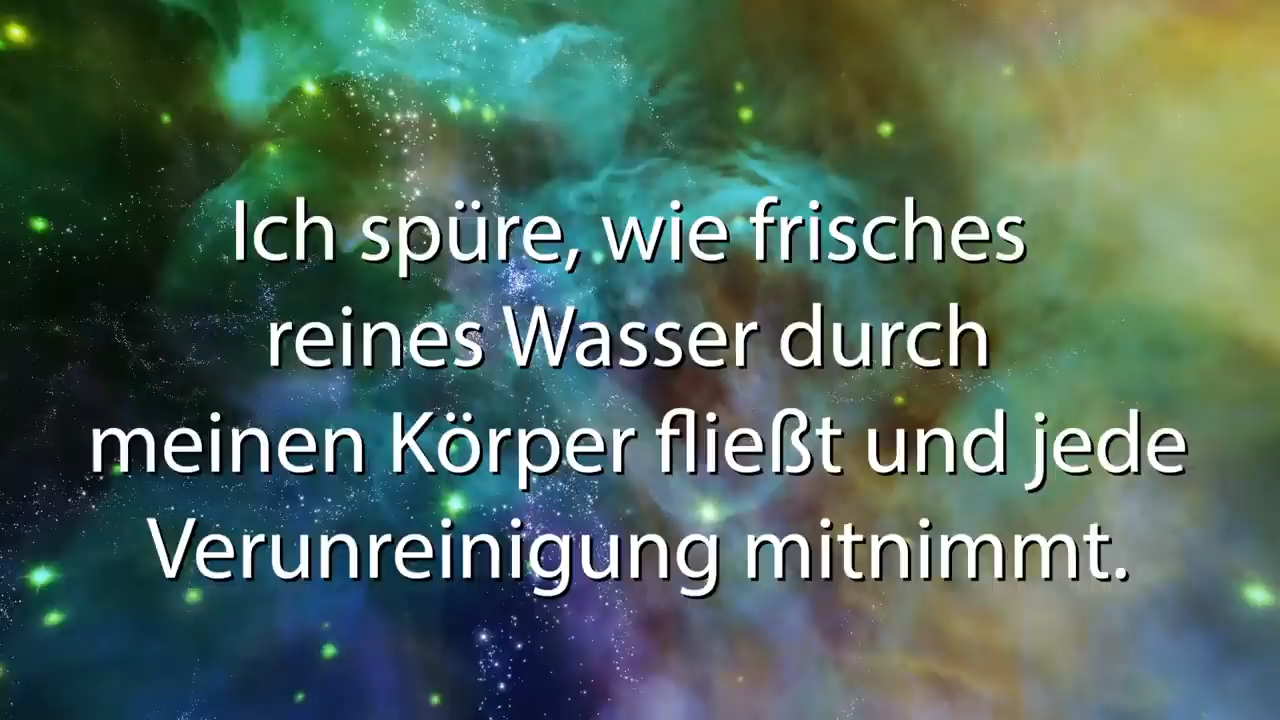 Ich spüre, wie frisches
reines Wasser durch
meinen Körper fließt und jede
Verunreinigung mitnimmt.